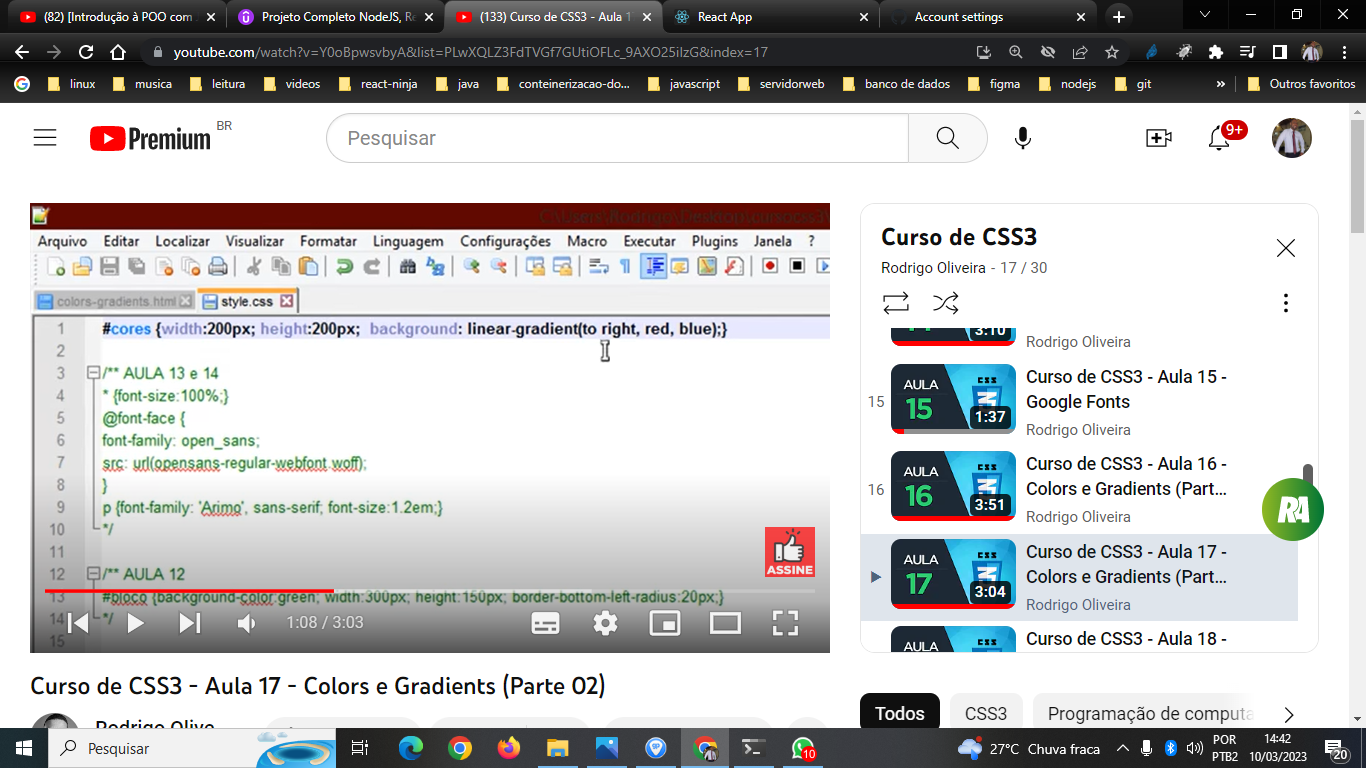 (82) [Introdução à POO com
Projeto Completo NodeJS, Re
(133) Curso de CSS3 - Aula 1
React App
Account settings
youtube.com/watch?v=Y0oBpwsvbyA&list=PLwXQLZ3FdTVGf7GUtiOFLc_9AXO25ilzG&index=17
linux
musica
leitura
videos
react-ninja
java
conteinerizacao-do...
javascript
servidorweb
banco de dados
figma
nodejs
git
»
Outros favoritos
Premium BR
Pesquisar
9+
C:\Users\Rodrigo\Desktop\cursocss3\
Arquivo Editar Localizar Visualizar Formatar Linguagem Configurações Macro Executar Plugins Janela ?
colors-gradients.html
style.css
1 #cores {width:200px; height:200px; background: linear-gradient(to right, red, blue);}
2
3 /** AULA 13 e 14
4 * {font-size:100%;}
5 @font-face {
6 font-family: open_sans;
7 src: url(opensans-regular-webfont.woff);
8 }
9 p {font-family: 'Arimo', sans-serif; font-size:1.2em;}
10 */
11
12 /** AULA 12
13 #bloco {background-color:green; width:300px; height:150px; border-bottom-left-radius:20px;}
14 */
15
ASSINE
1:08 / 3:03
Curso de CSS3 - Aula 17 - Colors e Gradients (Parte 02)
Rodrigo Olive
Curso de CSS3
Rodrigo Oliveira - 17 / 30
3:10
Rodrigo Oliveira
15
AULA
15
CSS
1:37
Curso de CSS3 - Aula 15 -
Google Fonts
Rodrigo Oliveira
16
AULA
16
CSS
3:51
Curso de CSS3 - Aula 16 -
Colors e Gradients (Part...
Rodrigo Oliveira
AULA
17
CSS
3:04
Curso de CSS3 - Aula 17 -
Colors e Gradients (Part...
Rodrigo Oliveira
AULA
CSS
Curso de CSS3 - Aula 18 -
RA
Todos
CSS3
Programação de computa
Pesquisar
10
27°C Chuva fraca
POR
PTB2
14:42
10/03/2023
20